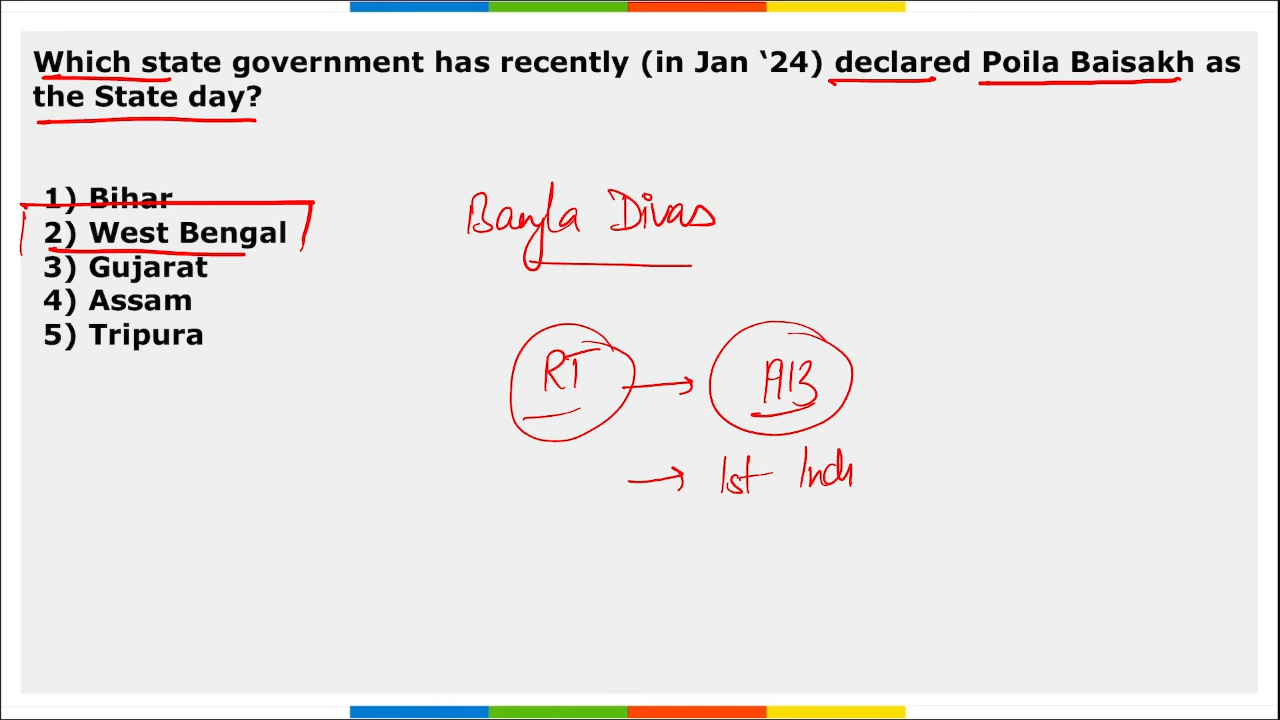 Which state government has recently (in Jan ‘24) declared Poila Baisakh as
the State day?
1) Bihar
2) West Bengal
3) Gujarat
4) Assam
5) Tripura
Bangla Divas
RT → AB
→ 1st Ind